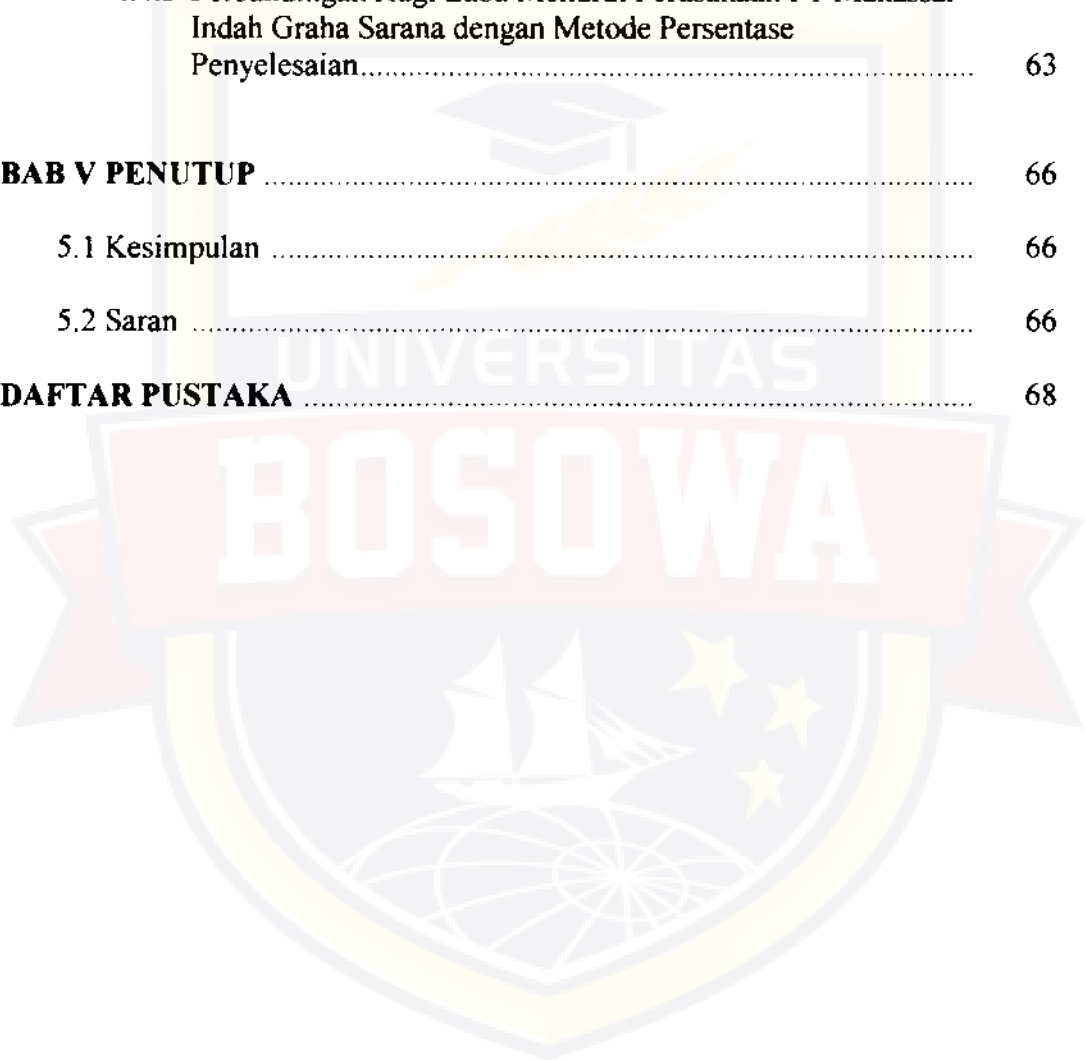 Indah Graha Sarana dengan Metode Persentase
Penyelesaian 63
BAB V PENUTUP 66
5.1 Kesimpulan 66
5.2 Saran 66
DAFTAR PUSTAKA 68
UNIVERSITAS
BOSOWA